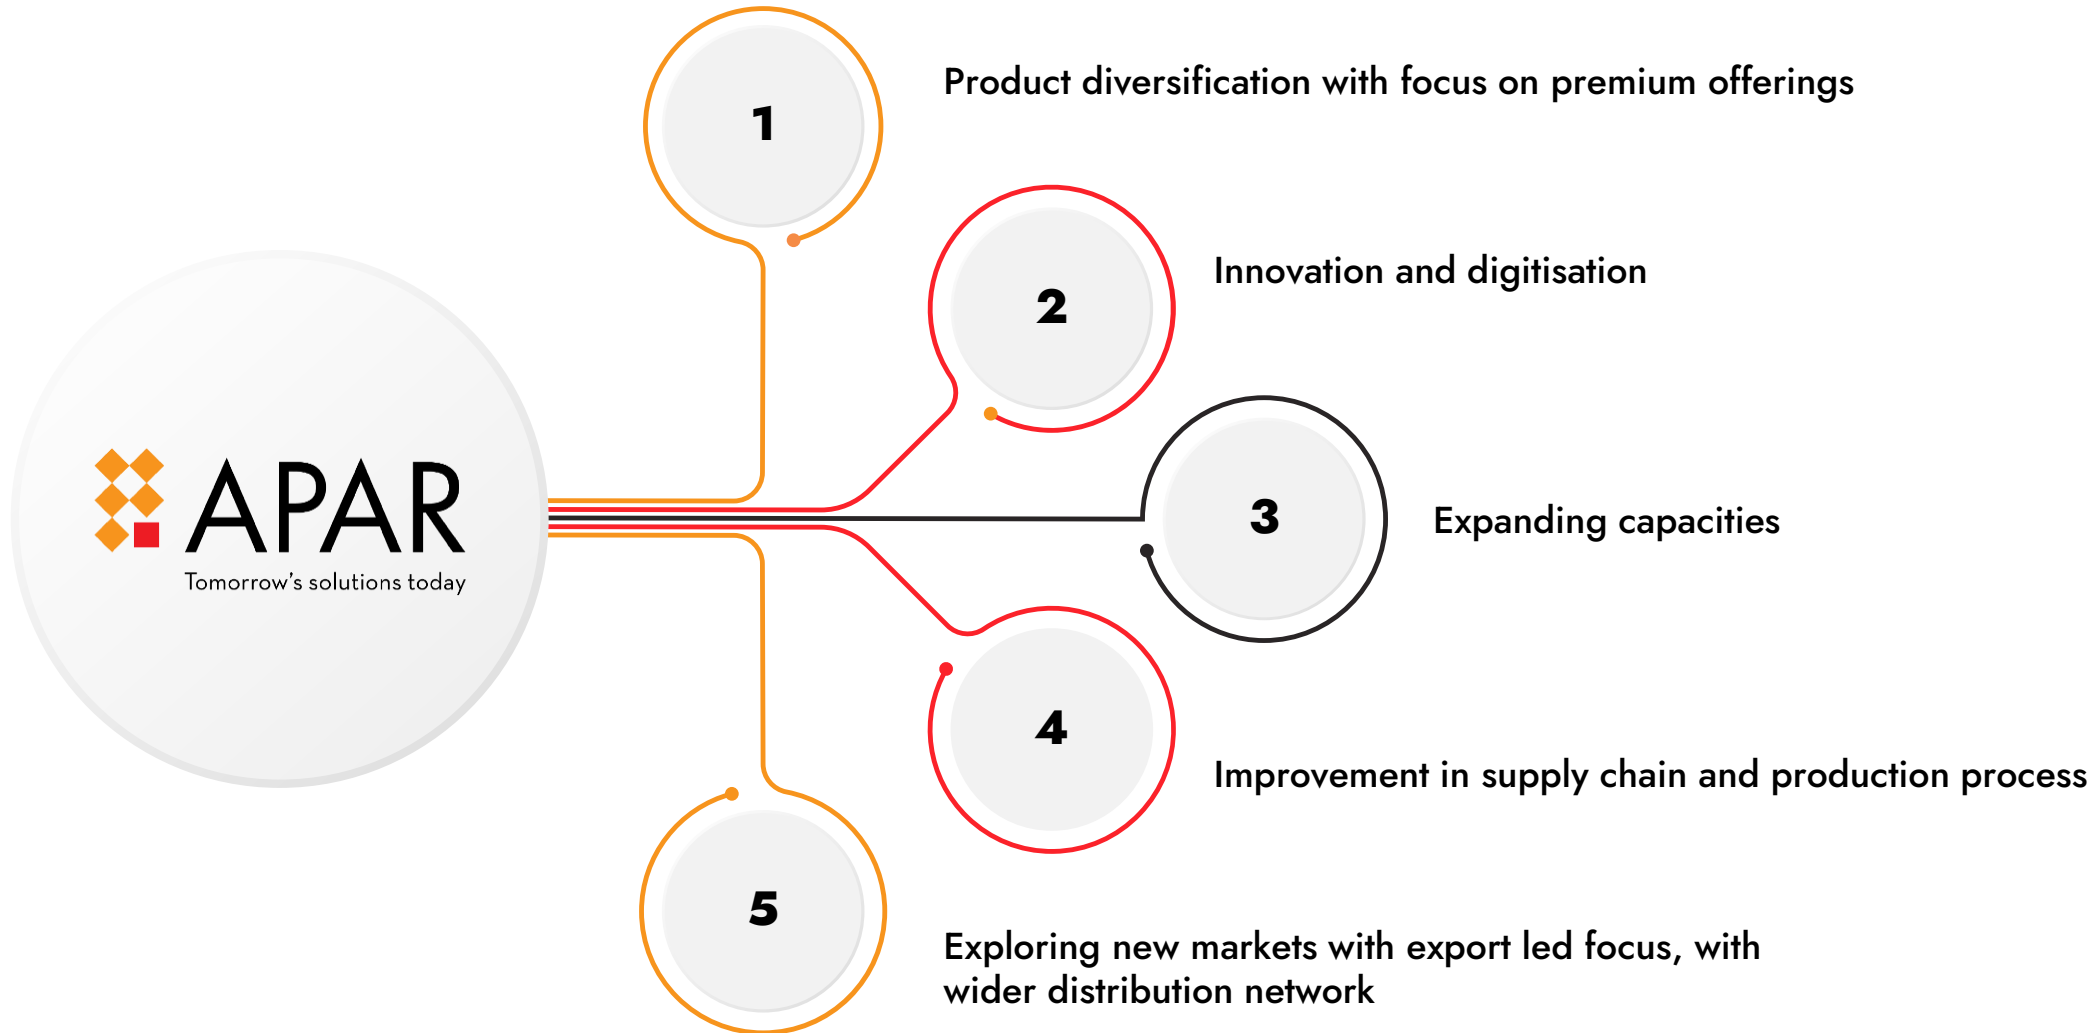 APAR
Tomorrow's solutions today
1
Product diversification with focus on premium offerings
2
Innovation and digitisation
3
Expanding capacities
4
Improvement in supply chain and production process
5
Exploring new markets with export led focus, with
wider distribution network